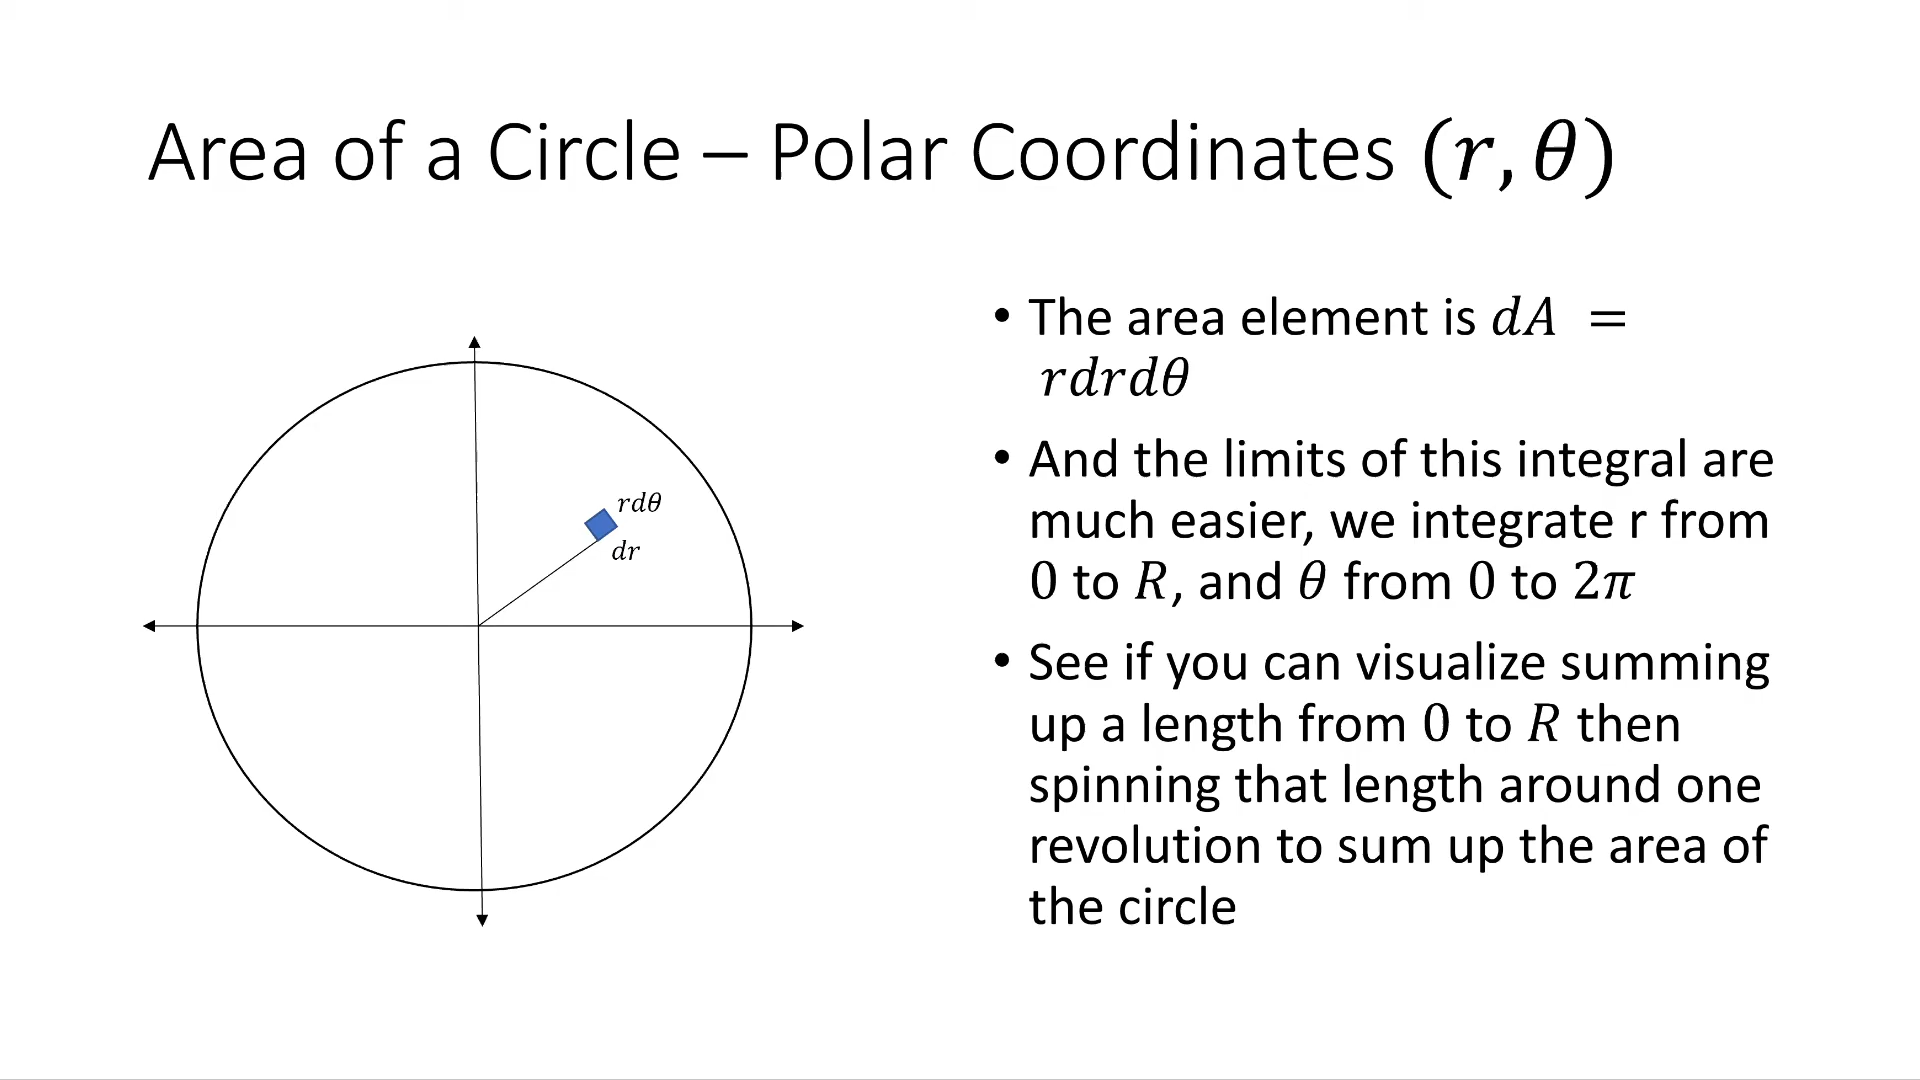 Area of a Circle – Polar Coordinates (𝑟, 𝜃)
rdθ
dr
• The area element is 𝑑𝐴 =
𝑟𝑑𝑟𝑑𝜃
• And the limits of this integral are
much easier, we integrate r from
0 to 𝑅, and 𝜃 from 0 to 2𝜋
• See if you can visualize summing
up a length from 0 to 𝑅 then
spinning that length around one
revolution to sum up the area of
the circle